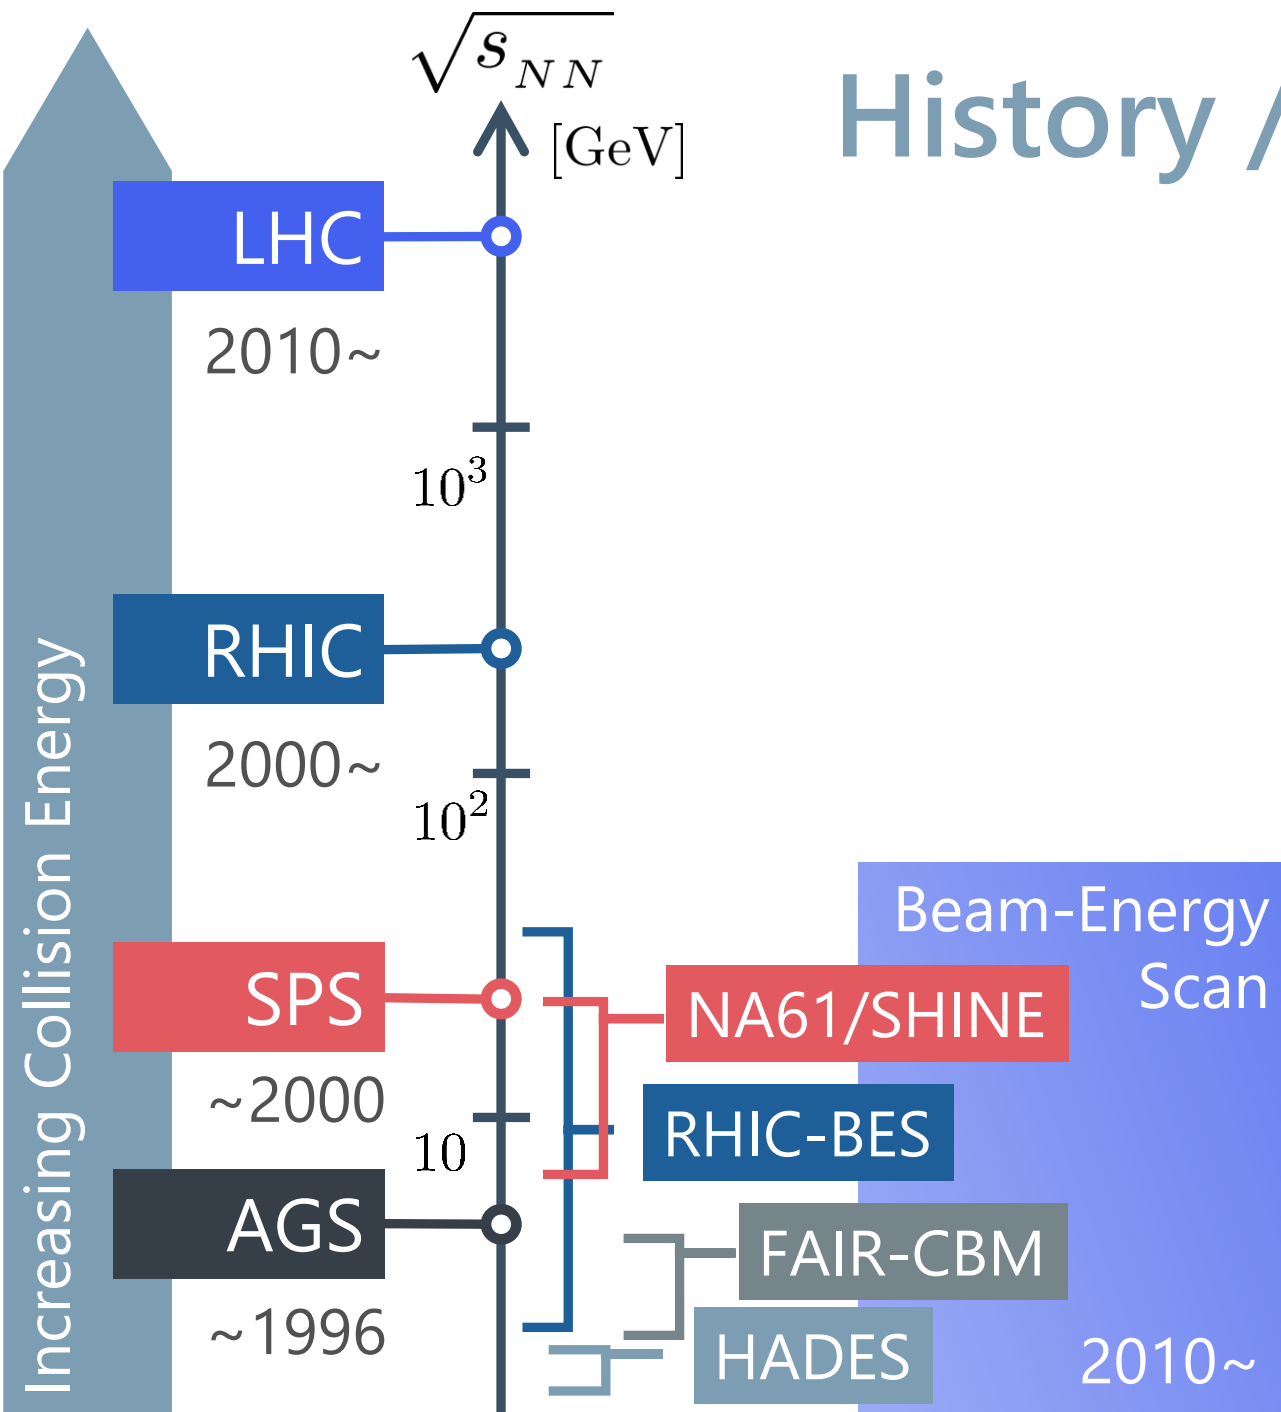 √s_NN
[GeV]
History /
LHC
2010~
10³
RHIC
2000~
10²
Beam-Energy
Scan
SPS
NA61/SHINE
~2000
RHIC-BES
10
AGS
FAIR-CBM
~1996
HADES
2010~
Increasing Collision Energy